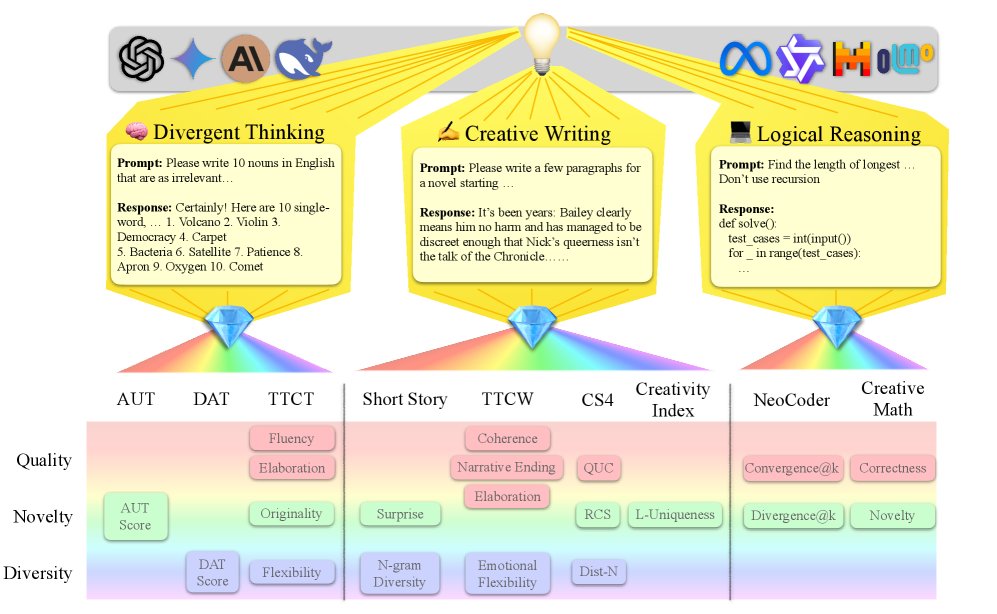 AI
olmo
🧠 Divergent Thinking
Prompt: Please write 10 nouns in English
that are as irrelevant…
Response: Certainly! Here are 10 single-
word, … 1. Volcano 2. Violin 3.
Democracy 4. Carpet
5. Bacteria 6. Satellite 7. Patience 8.
Apron 9. Oxygen 10. Comet
✍ Creative Writing
Prompt: Please write a few paragraphs for
a novel starting …
Response: It's been years: Bailey clearly
means him no harm and has managed to be
discreet enough that Nick's queerness isn't
the talk of the Chronicle……
💻 Logical Reasoning
Prompt: Find the length of longest …
Don't use recursion
Response:
def solve():
test_cases = int(input())
for _ in range(test_cases):
…
AUT
DAT
TTCT
Short Story
TTCW
CS4
Creativity
Index
NeoCoder
Creative
Math
Quality
Fluency
Elaboration
Coherence
Narrative Ending
Elaboration
QUC
Convergence@k
Correctness
Novelty
AUT
Score
Originality
Surprise
RCS
L-Uniqueness
Divergence@k
Novelty
Diversity
DAT
Score
Flexibility
N-gram
Diversity
Emotional
Flexibility
Dist-N